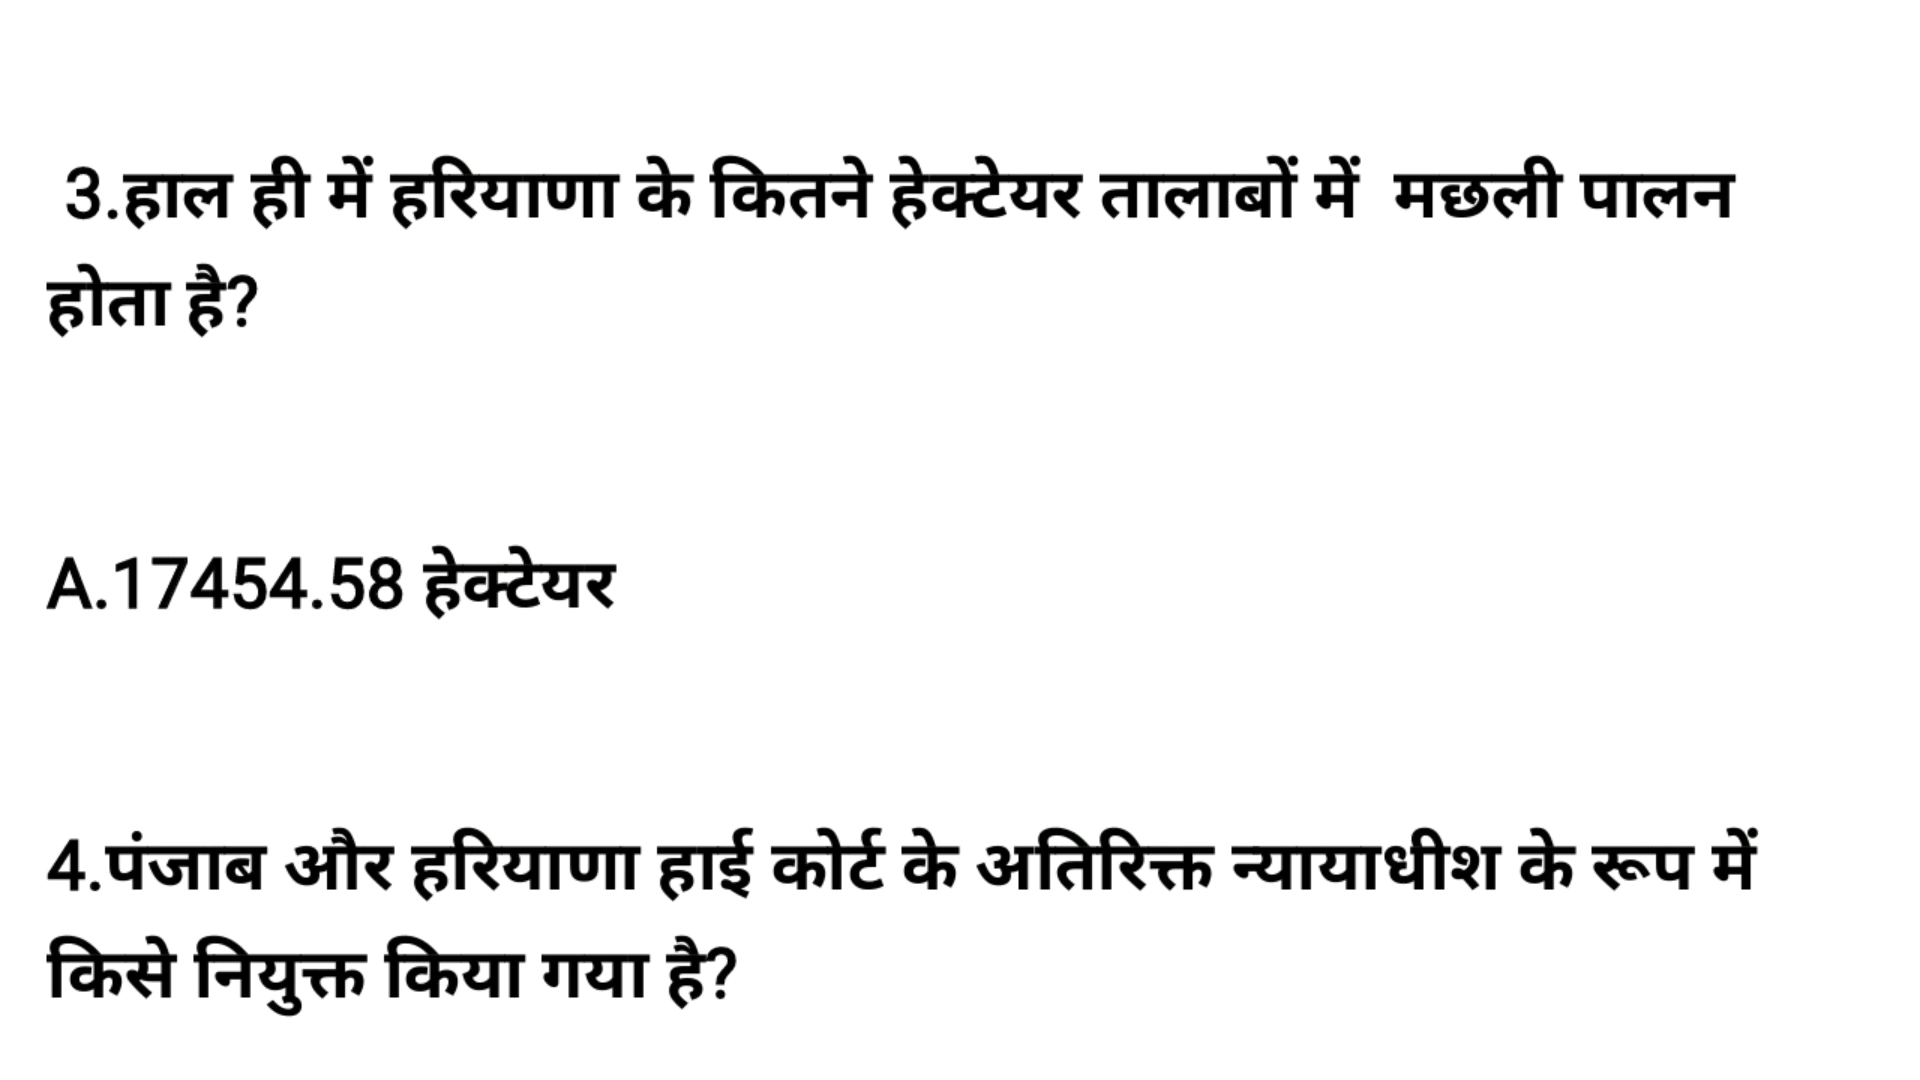 3.हाल ही में हरियाणा के कितने हेक्टेयर तालाबों में  मछली पालन
होता है?
A.17454.58 हेक्टेयर
4.पंजाब और हरियाणा हाई कोर्ट के अतिरिक्त न्यायाधीश के रूप में
किसे नियुक्त किया गया है?